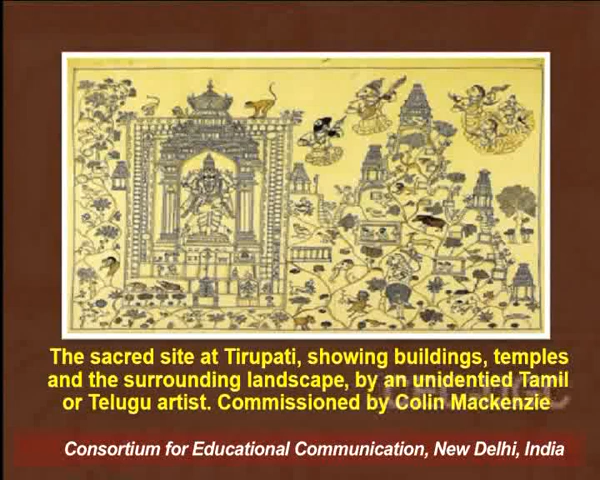 The sacred site at Tirupati, showing buildings, temples
and the surrounding landscape, by an unidentied Tamil
or Telugu artist. Commissioned by Colin Mackenzie
Consortium for Educational Communication, New Delhi, India